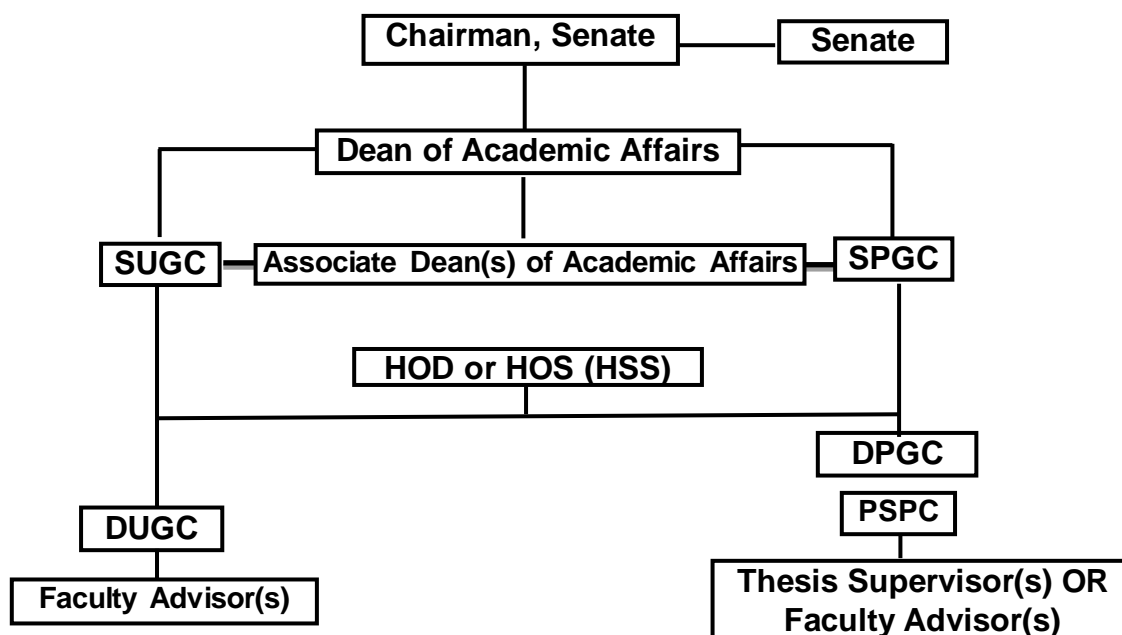 Chairman, Senate
Senate
Dean of Academic Affairs
SUGC
Associate Dean(s) of Academic Affairs
SPGC
HOD or HOS (HSS)
DPGC
PSPC
DUGC
Thesis Supervisor(s) OR
Faculty Advisor(s)
Faculty Advisor(s)